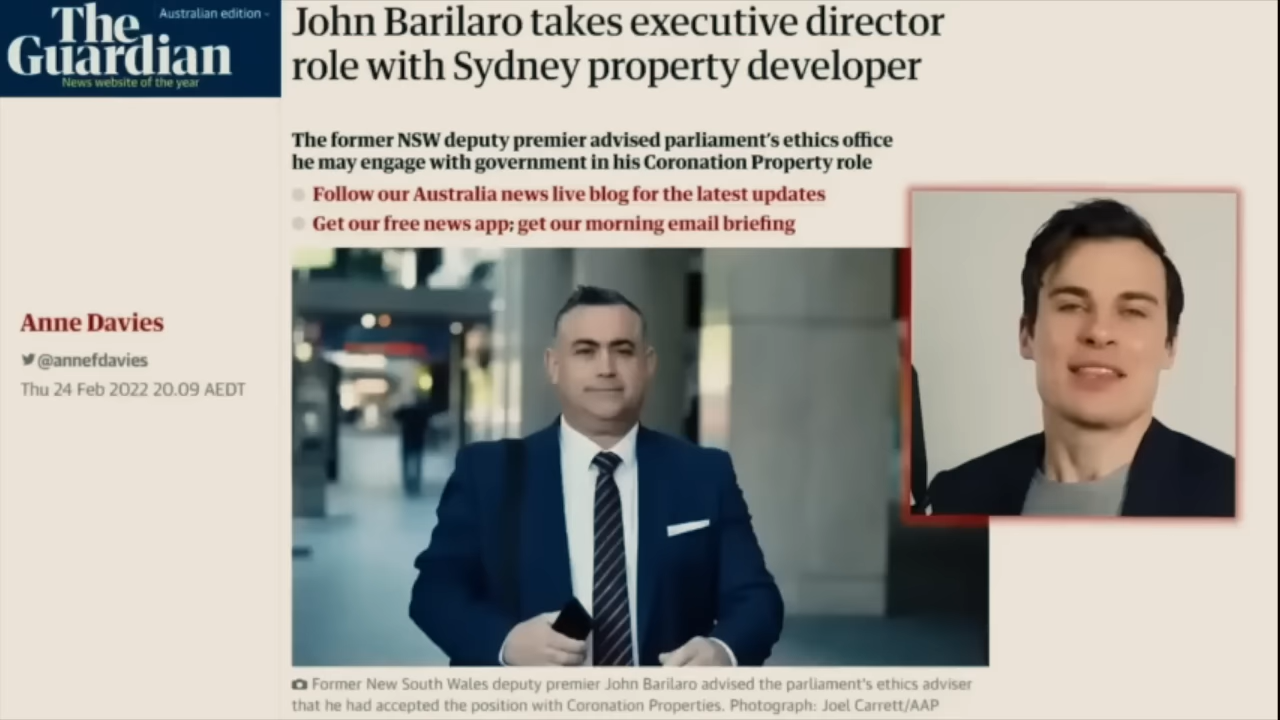 The
Guardian
Australian edition
News website of the year
John Barilaro takes executive director
role with Sydney property developer
The former NSW deputy premier advised parliament's ethics office
he may engage with government in his Coronation Property role
Follow our Australia news live blog for the latest updates
Get our free news app; get our morning email briefing
Anne Davies
@annefdavies
Thu 24 Feb 2022 20.09 AEDT
Former New South Wales deputy premier John Barilaro advised the parliament's ethics adviser
that he had accepted the position with Coronation Properties. Photograph: Joel Carrett/AAP